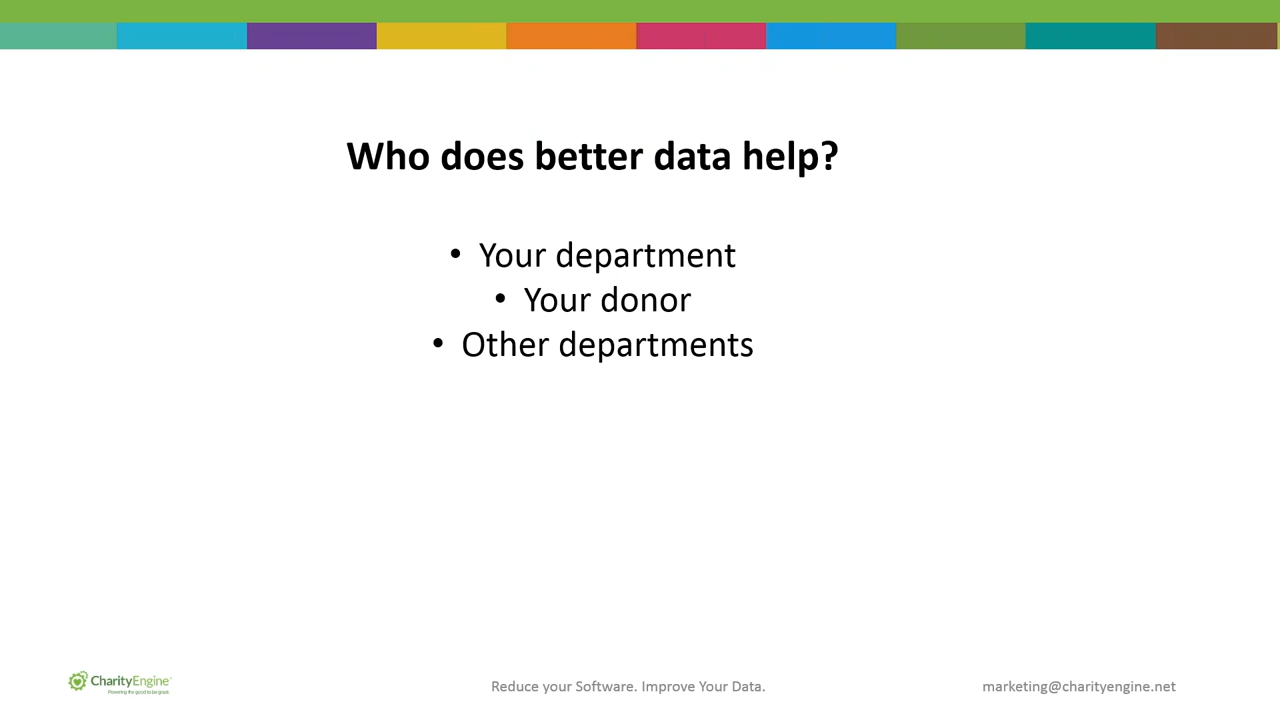 Who does better data help?
• Your department
• Your donor
• Other departments
CharityEngine
Powering the good to be great.
Reduce your Software. Improve Your Data.
marketing@charityengine.net